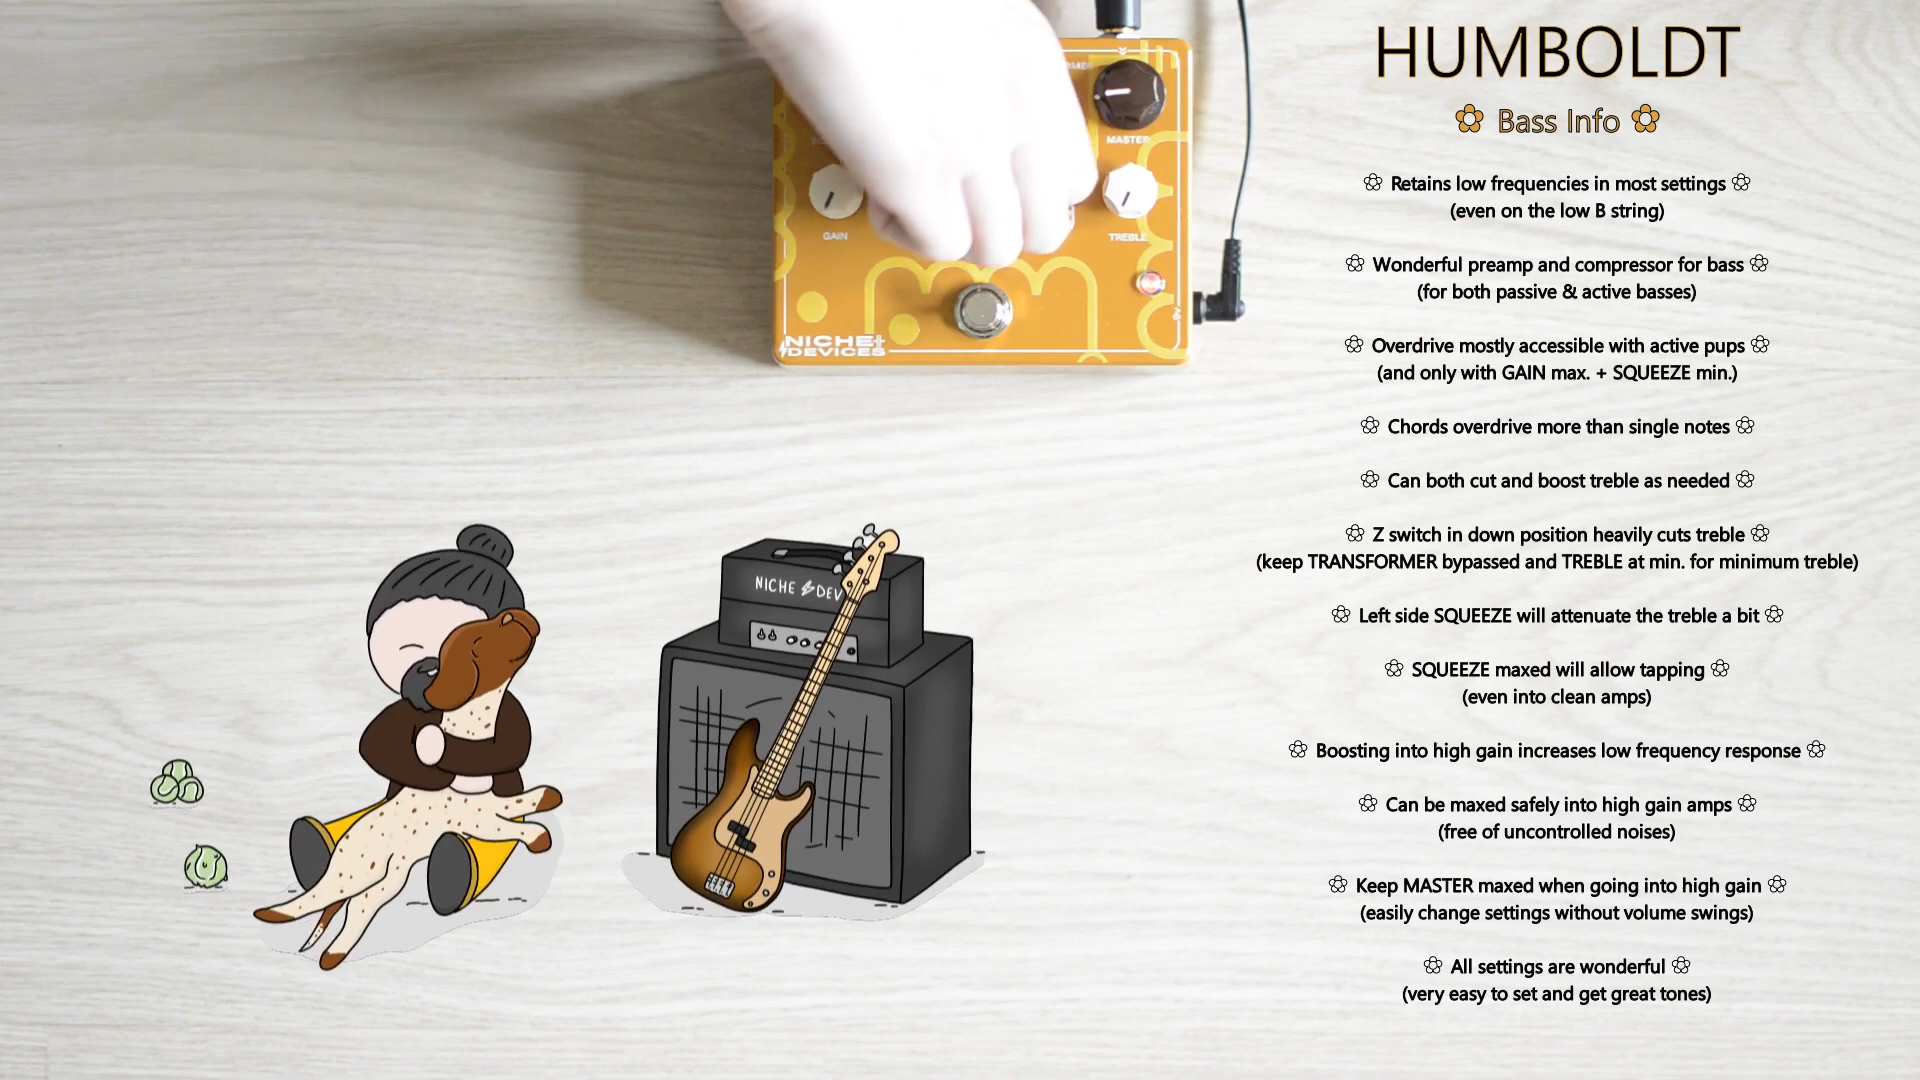 HUMBOLDT
Bass Info
Retains low frequencies in most settings
(even on the low B string)
Wonderful preamp and compressor for bass
(for both passive & active basses)
Overdrive mostly accessible with active pups
(and only with GAIN max. + SQUEEZE min.)
Chords overdrive more than single notes
Can both cut and boost treble as needed
Z switch in down position heavily cuts treble
(keep TRANSFORMER bypassed and TREBLE at min. for minimum treble)
Left side SQUEEZE will attenuate the treble a bit
SQUEEZE maxed will allow tapping
(even into clean amps)
Boosting into high gain increases low frequency response
Can be maxed safely into high gain amps
(free of uncontrolled noises)
Keep MASTER maxed when going into high gain
(easily change settings without volume swings)
All settings are wonderful
(very easy to set and get great tones)
MASTER
GAIN
TREBLE
9V
NICHE
DEVICES
NICHE DEV